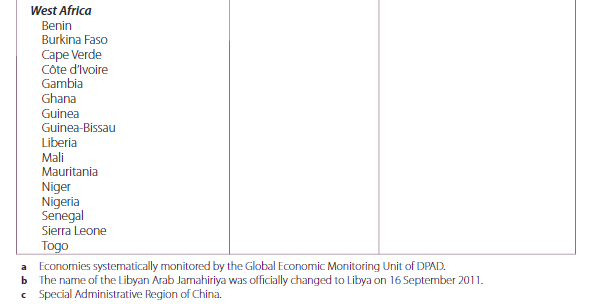 West Africa
Benin
Burkina Faso
Cape Verde
Côte d'Ivoire
Gambia
Ghana
Guinea
Guinea-Bissau
Liberia
Mali
Mauritania
Niger
Nigeria
Senegal
Sierra Leone
Togo
a Economies systematically monitored by the Global Economic Monitoring Unit of DPAD.
b The name of the Libyan Arab Jamahiriya was officially changed to Libya on 16 September 2011.
c Special Administrative Region of China.